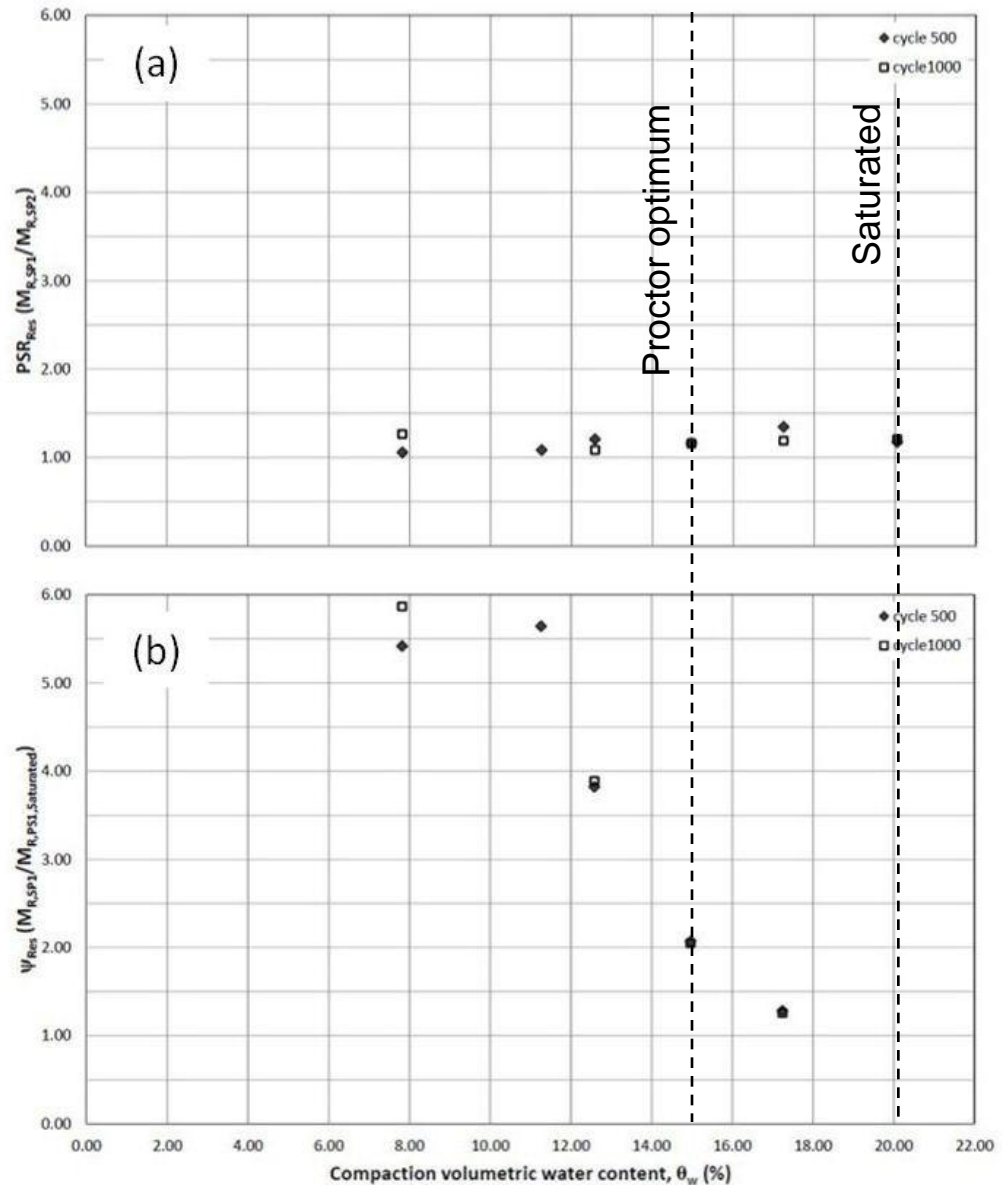 6.00
5.00
4.00
3.00
2.00
1.00
0.00
PSR_Res (M_R,SP1/M_R,SP2)
(a)
◆ cycle 500
□ cycle1000
Proctor optimum
Saturated
6.00
5.00
4.00
3.00
2.00
1.00
0.00
Ψ_Res (M_R,SP1/M_R,PS1,Saturated)
(b)
◆ cycle 500
□ cycle1000
0.00 2.00 4.00 6.00 8.00 10.00 12.00 14.00 16.00 18.00 20.00 22.00
Compaction volumetric water content, θ_w (%)